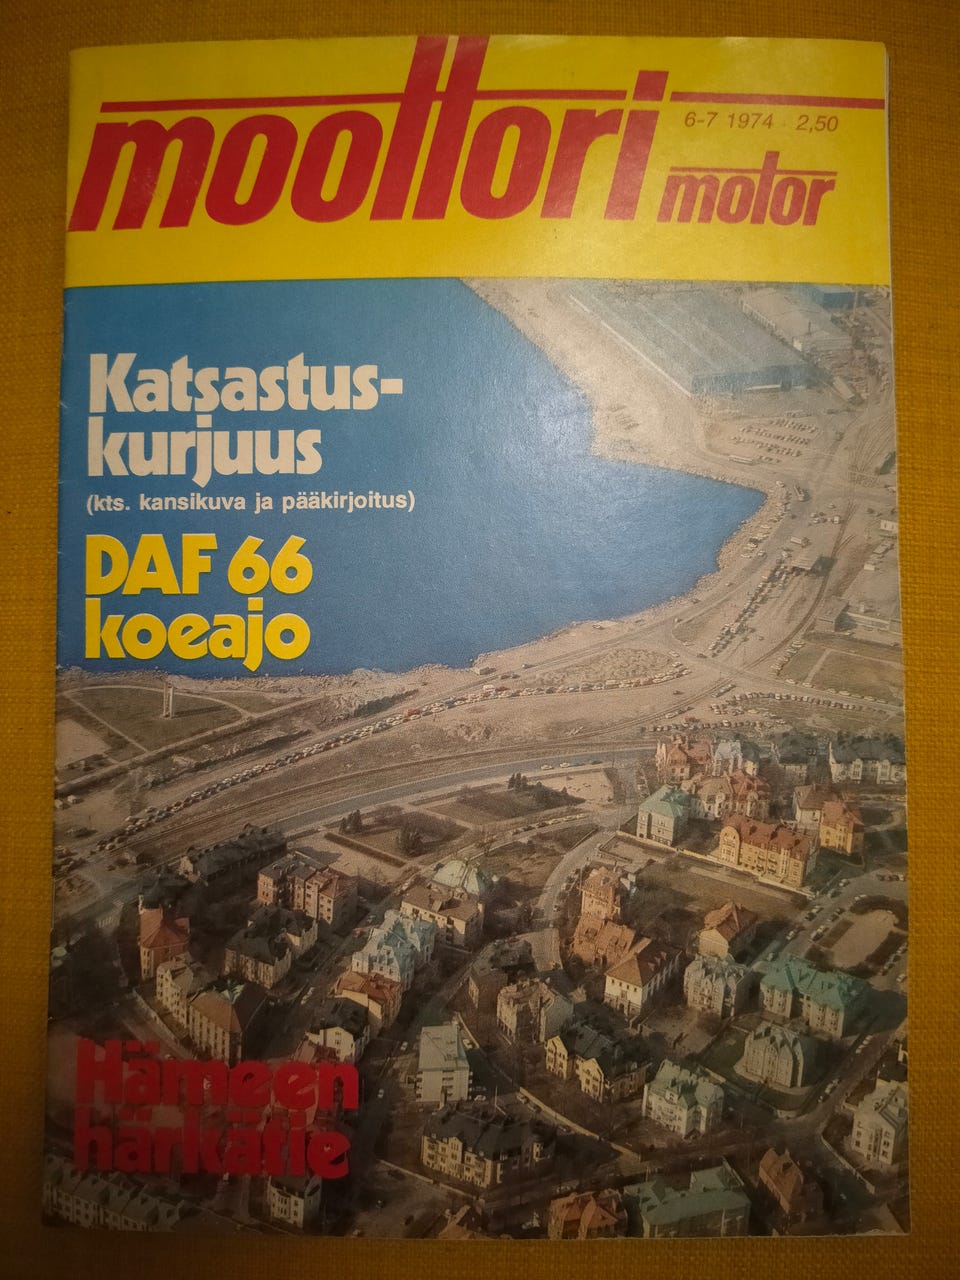 moottori
6-7 1974 2,50
motor
Katsastus-
kurjuus
(kts. kansikuva ja pääkirjoitus)
DAF 66
koeajo
Hämeen
härkätie